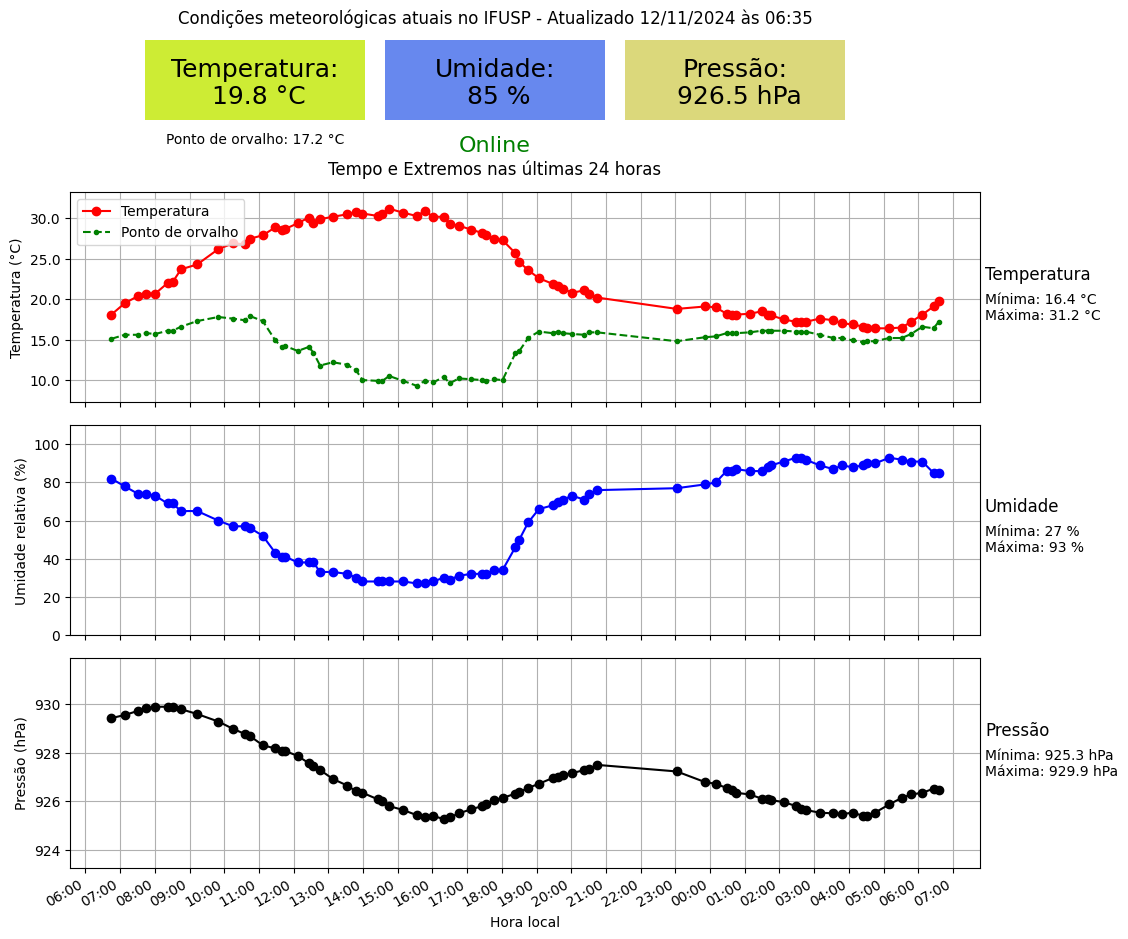 Condições meteorológicas atuais no IFUSP - Atualizado 12/11/2024 às 06:35
Temperatura:
19.8 °C
Umidade:
85 %
Pressão:
926.5 hPa
Ponto de orvalho: 17.2 °C
Online
Tempo e Extremos nas últimas 24 horas
Temperatura (°C)
30.0
25.0
20.0
15.0
10.0
Temperatura
Ponto de orvalho
Temperatura
Mínima: 16.4 °C
Máxima: 31.2 °C
Umidade relativa (%)
100
80
60
40
20
0
Umidade
Mínima: 27 %
Máxima: 93 %
Pressão (hPa)
930
928
926
924
Pressão
Mínima: 925.3 hPa
Máxima: 929.9 hPa
06:00 07:00 08:00 09:00 10:00 11:00 12:00 13:00 14:00 15:00 16:00 17:00 18:00 19:00 20:00 21:00 22:00 23:00 00:00 01:00 02:00 03:00 04:00 05:00 06:00 07:00
Hora local